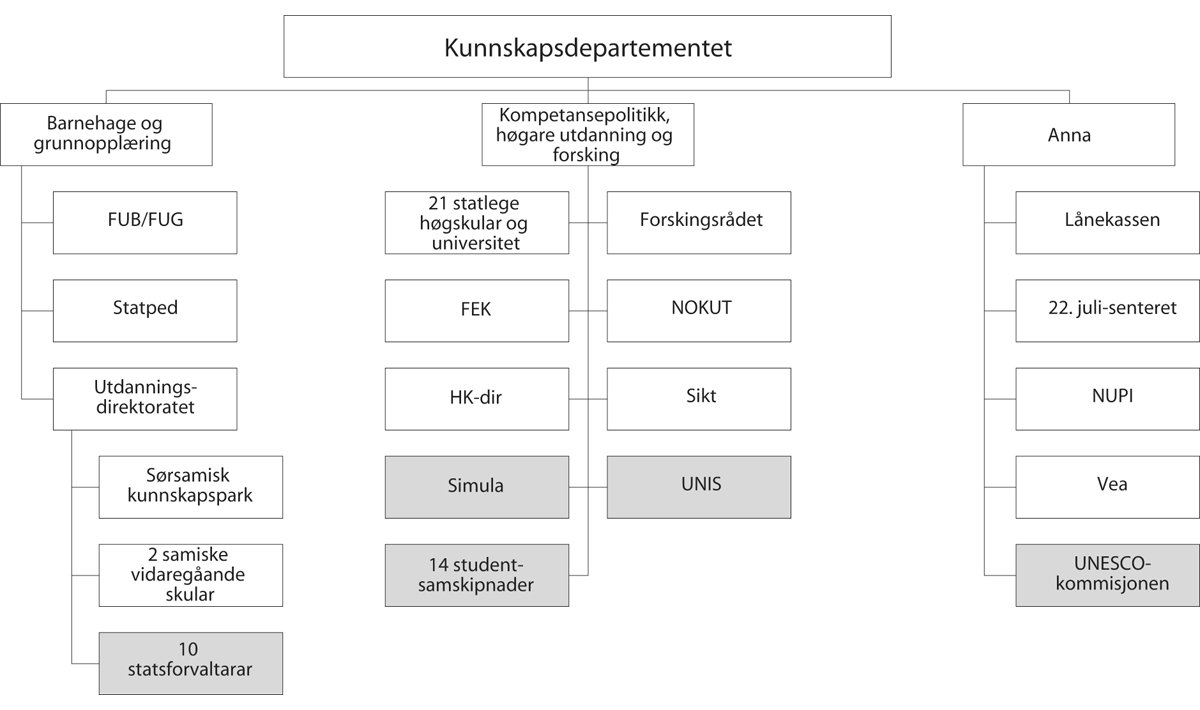 Kunnskapsdepartementet
Barnehage og
grunnopplæring
FUB/FUG
Statped
Utdannings-
direktoratet
Sørsamisk
kunnskapspark
2 samiske
vidaregåande
skular
10
statsforvaltarar
Kompetansepolitikk,
høgare utdanning og
forsking
21 statlege
høgskular og
universitet
Forskingsrådet
FEK
NOKUT
HK-dir
Sikt
Simula
UNIS
14 student-
samskipnader
Anna
Lånekassen
22. juli-senteret
NUPI
Vea
UNESCO-
kommisjonen